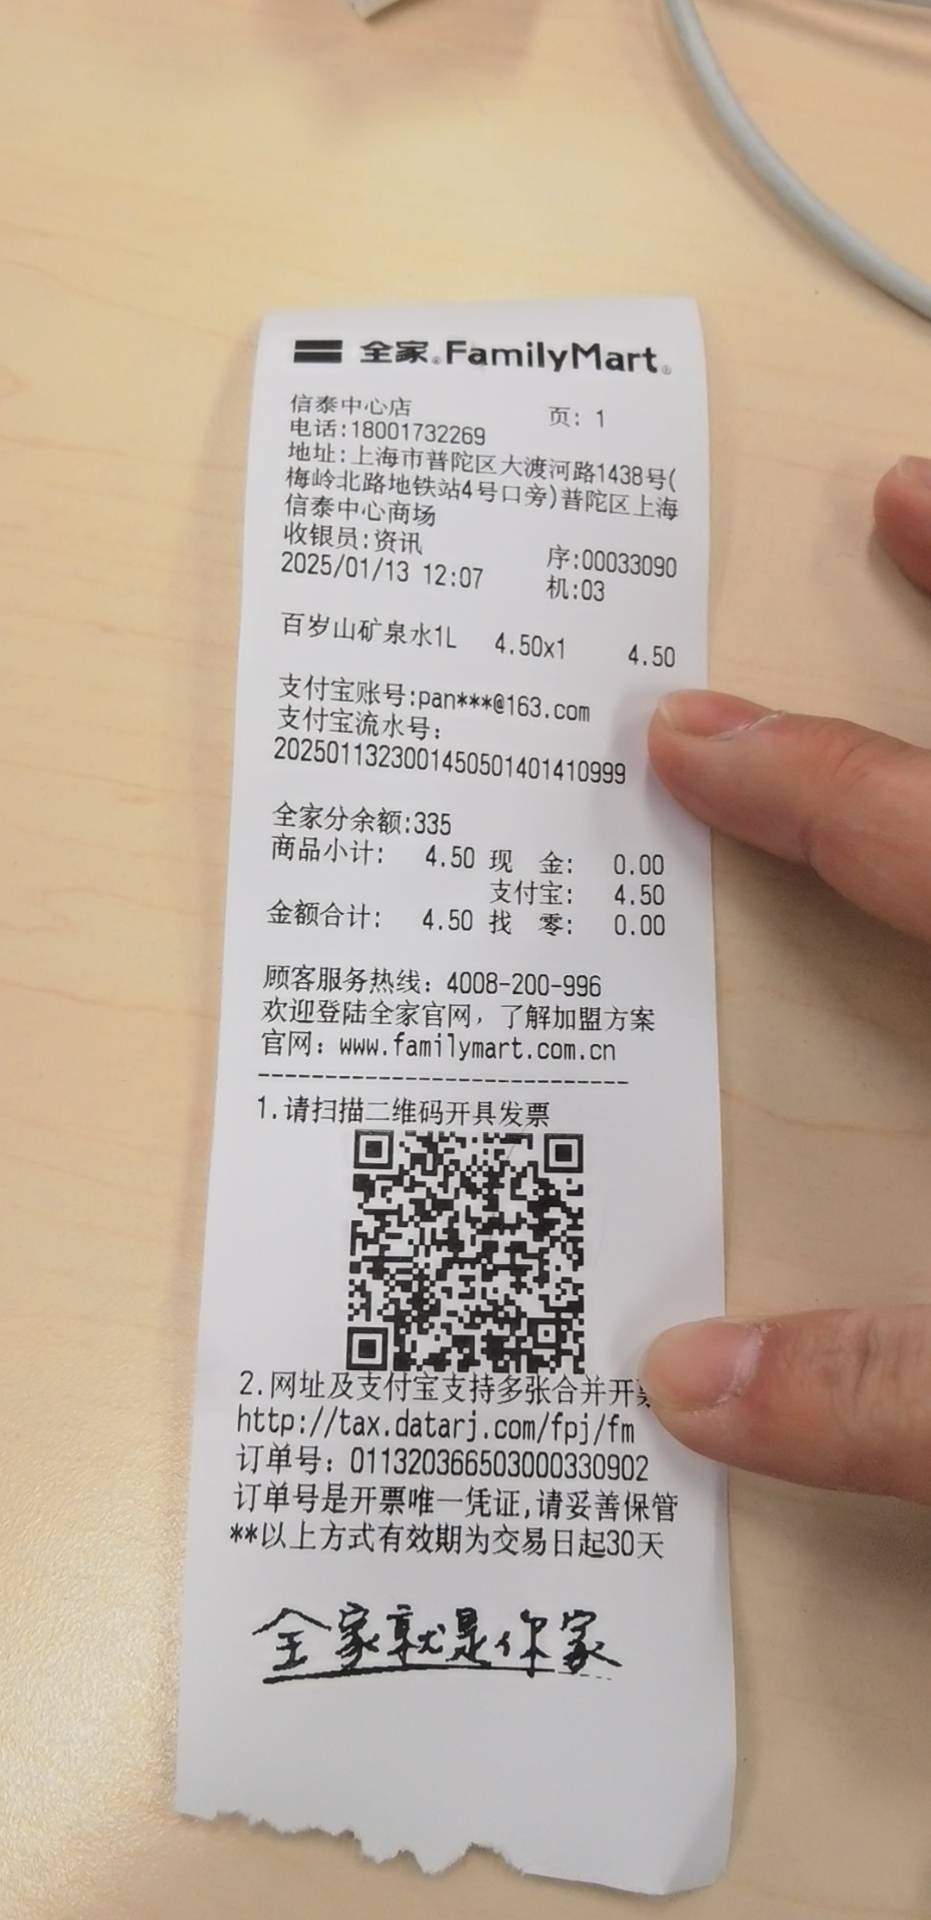 全家 FamilyMart
信泰中心店 页: 1
电话:18001732269
地址:上海市普陀区大渡河路1438号(
梅岭北路地铁站4号口旁)普陀区上海
信泰中心商场
收银员:资讯 序:00033090
2025/01/13 12:07 机:03
百岁山矿泉水1L 4.50x1 4.50
支付宝账号:pan***@163.com
支付宝流水号:
2025011323001450501401410999
全家分余额:335
商品小计: 4.50 现 金: 0.00
支付宝: 4.50
金额合计: 4.50 找 零: 0.00
顾客服务热线: 4008-200-996
欢迎登陆全家官网, 了解加盟方案
官网: www.familymart.com.cn
----------------------------
1.请扫描二维码开具发票
2.网址及支付宝支持多张合并开票
http://tax.datarj.com/fpj/fm
订单号: 011320366503000330902
订单号是开票唯一凭证,请妥善保管
**以上方式有效期为交易日起30天
全家就是你家